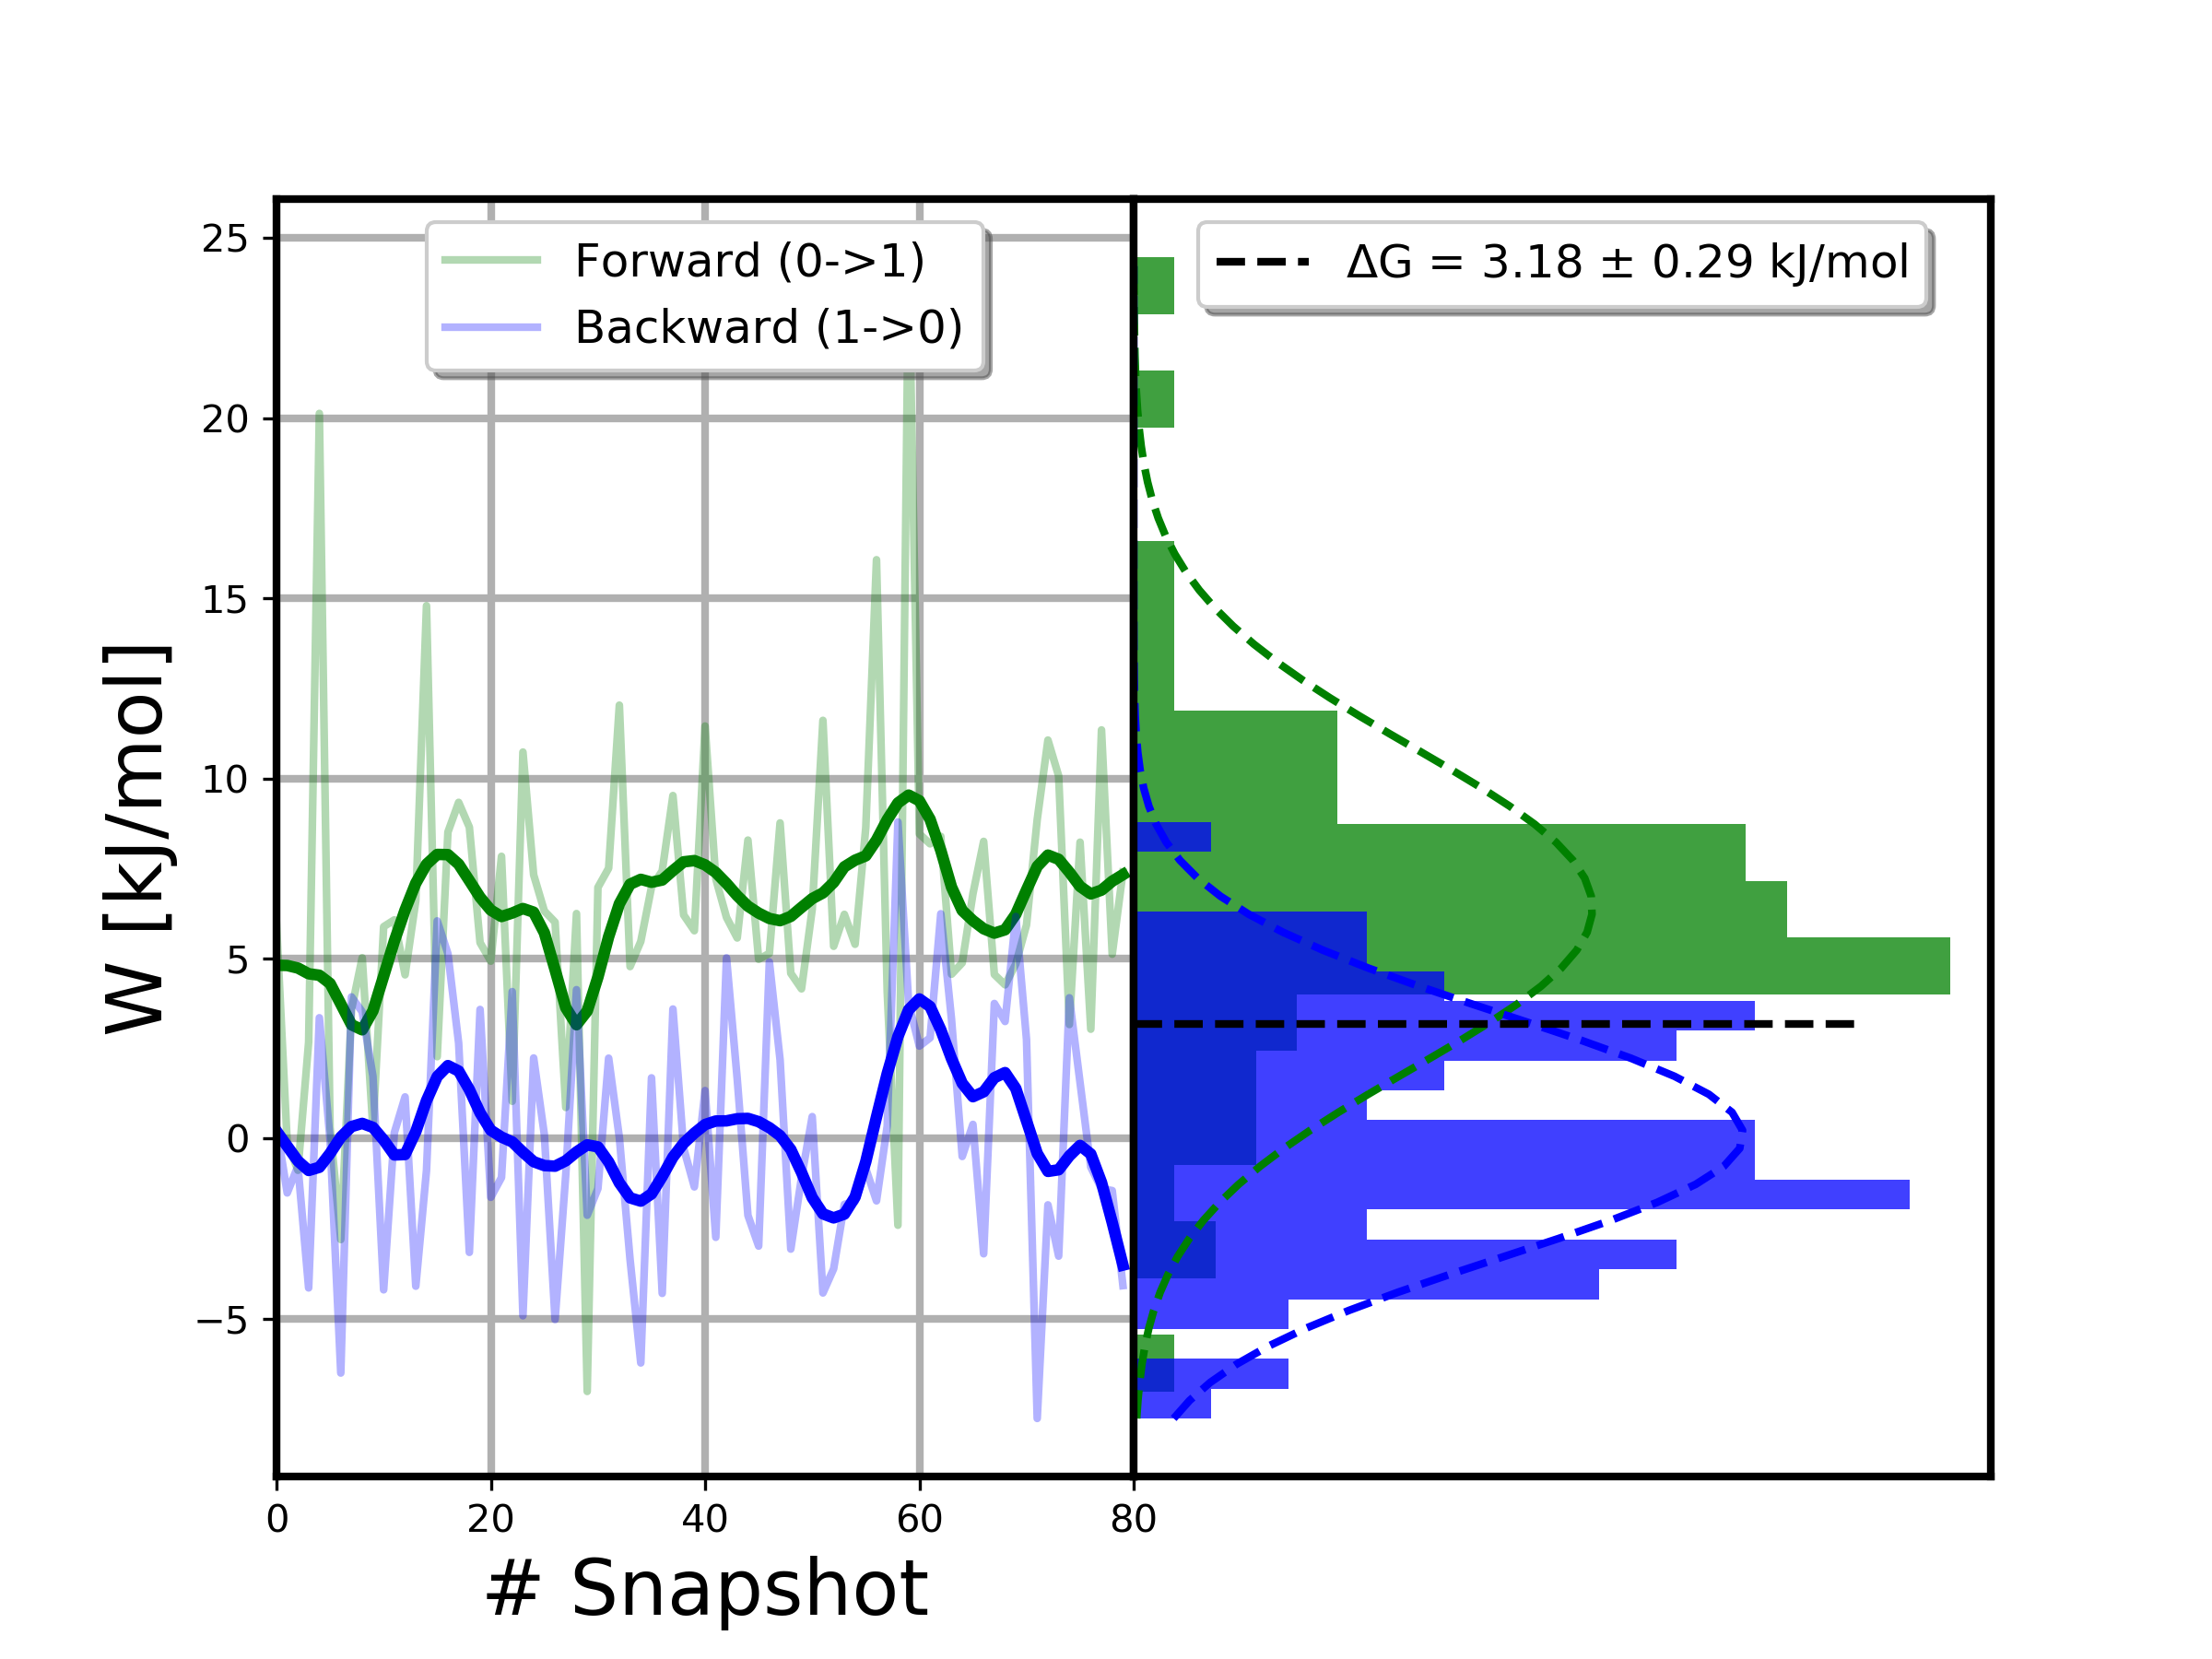 Forward (0->1)
Backward (1->0)
ΔG = 3.18 ± 0.29 kJ/mol
25
20
15
10
5
0
−5
W [kJ/mol]
0 20 40 60 80
# Snapshot